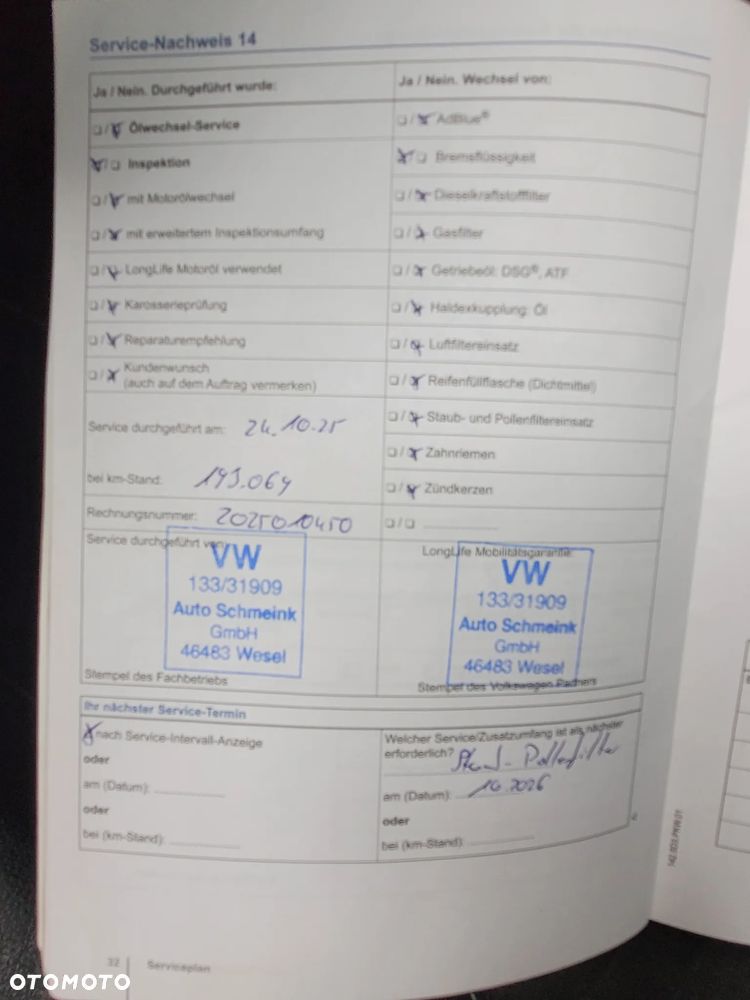 Service-Nachweis 14
Ja / Nein. Durchgeführt wurde:
Ölwechsel-Service
Inspektion
mit Motorölwechsel
mit erweitertem Inspektionsumfang
LongLife Motoröl verwendet
Karosserieprüfung
Reparaturempfehlung
Kundenwunsch
(auch auf dem Auftrag vermerken)
Service durchgeführt am: 24.10.25
bei km-Stand: 193.064
Rechnungsnummer: 2025010450
Ja / Nein. Wechsel von:
AdBlue®
Bremsflüssigkeit
Dieselkraftstofffilter
Gasfilter
Getriebeöl: DSG®, ATF
Haldexkupplung: Öl
Luftfiltereinsatz
Reifenfüllflasche (Dichtmittel)
Staub- und Pollenfiltereinsatz
Zahnriemen
Zündkerzen
Service durchgeführt von:
VW
133/31909
Auto Schmeink
GmbH
46483 Wesel
Stempel des Fachbetriebs
LongLife Mobilitätsgarantie:
VW
133/31909
Auto Schmeink
GmbH
46483 Wesel
Stempel des Volkswagen Partners
Ihr nächster Service-Termin
nach Service-Intervall-Anzeige
oder
am (Datum):
oder
bei (km-Stand):
Welcher Service/Zusatzumfang ist als nächster
erforderlich? Pollenfilter
am (Datum): 10.2026
oder
bei (km-Stand):
142.5R3.PKW.01
32 Serviceplan
OTOMOTO